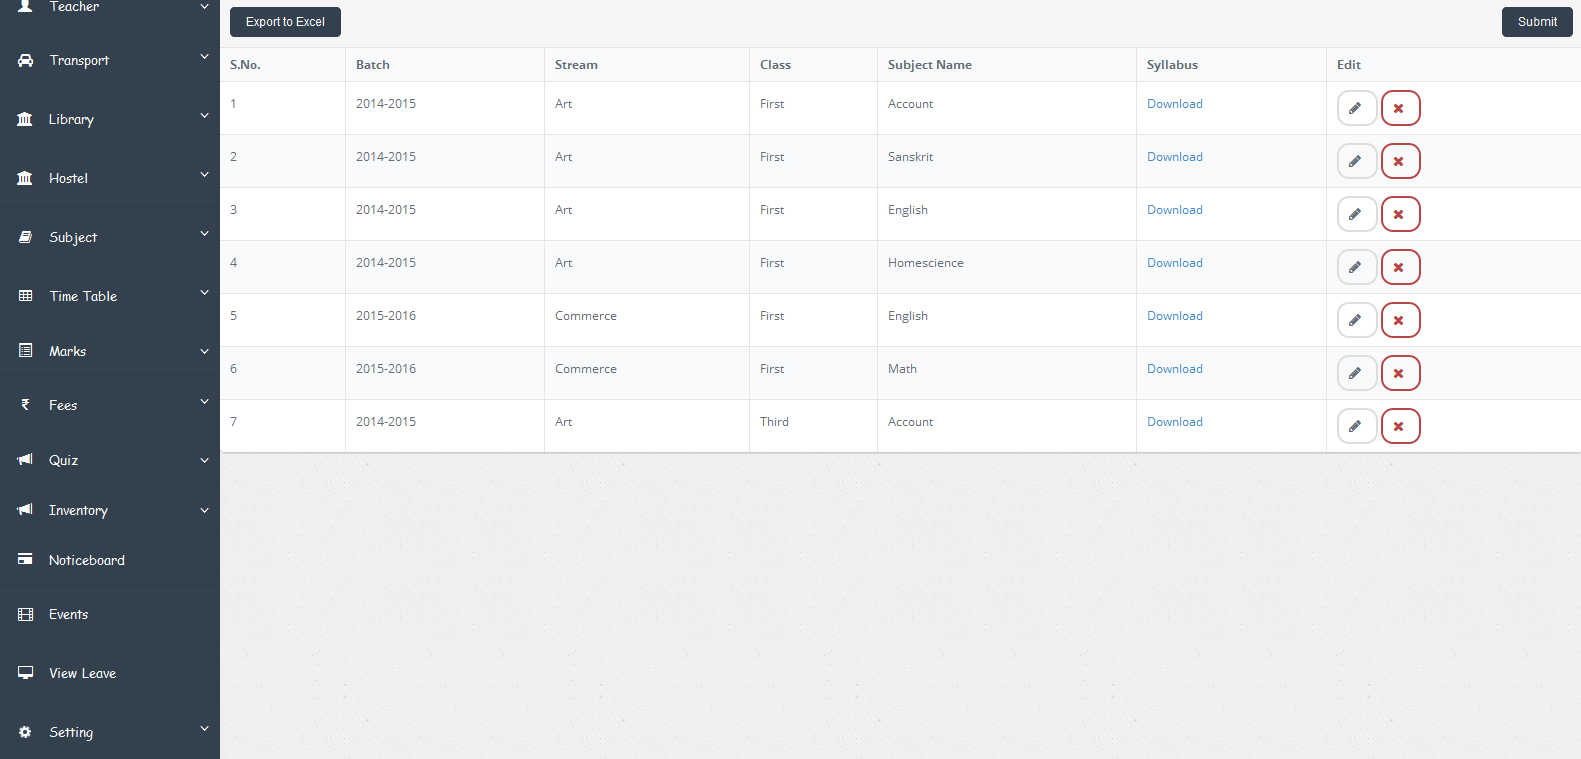 Teacher
Transport
Library
Hostel
Subject
Time Table
Marks
Fees
Quiz
Inventory
Noticeboard
Events
View Leave
Setting
Export to Excel Submit
S.No. Batch Stream Class Subject Name Syllabus Edit
1 2014-2015 Art First Account Download
2 2014-2015 Art First Sanskrit Download
3 2014-2015 Art First English Download
4 2014-2015 Art First Homescience Download
5 2015-2016 Commerce First English Download
6 2015-2016 Commerce First Math Download
7 2014-2015 Art Third Account Download